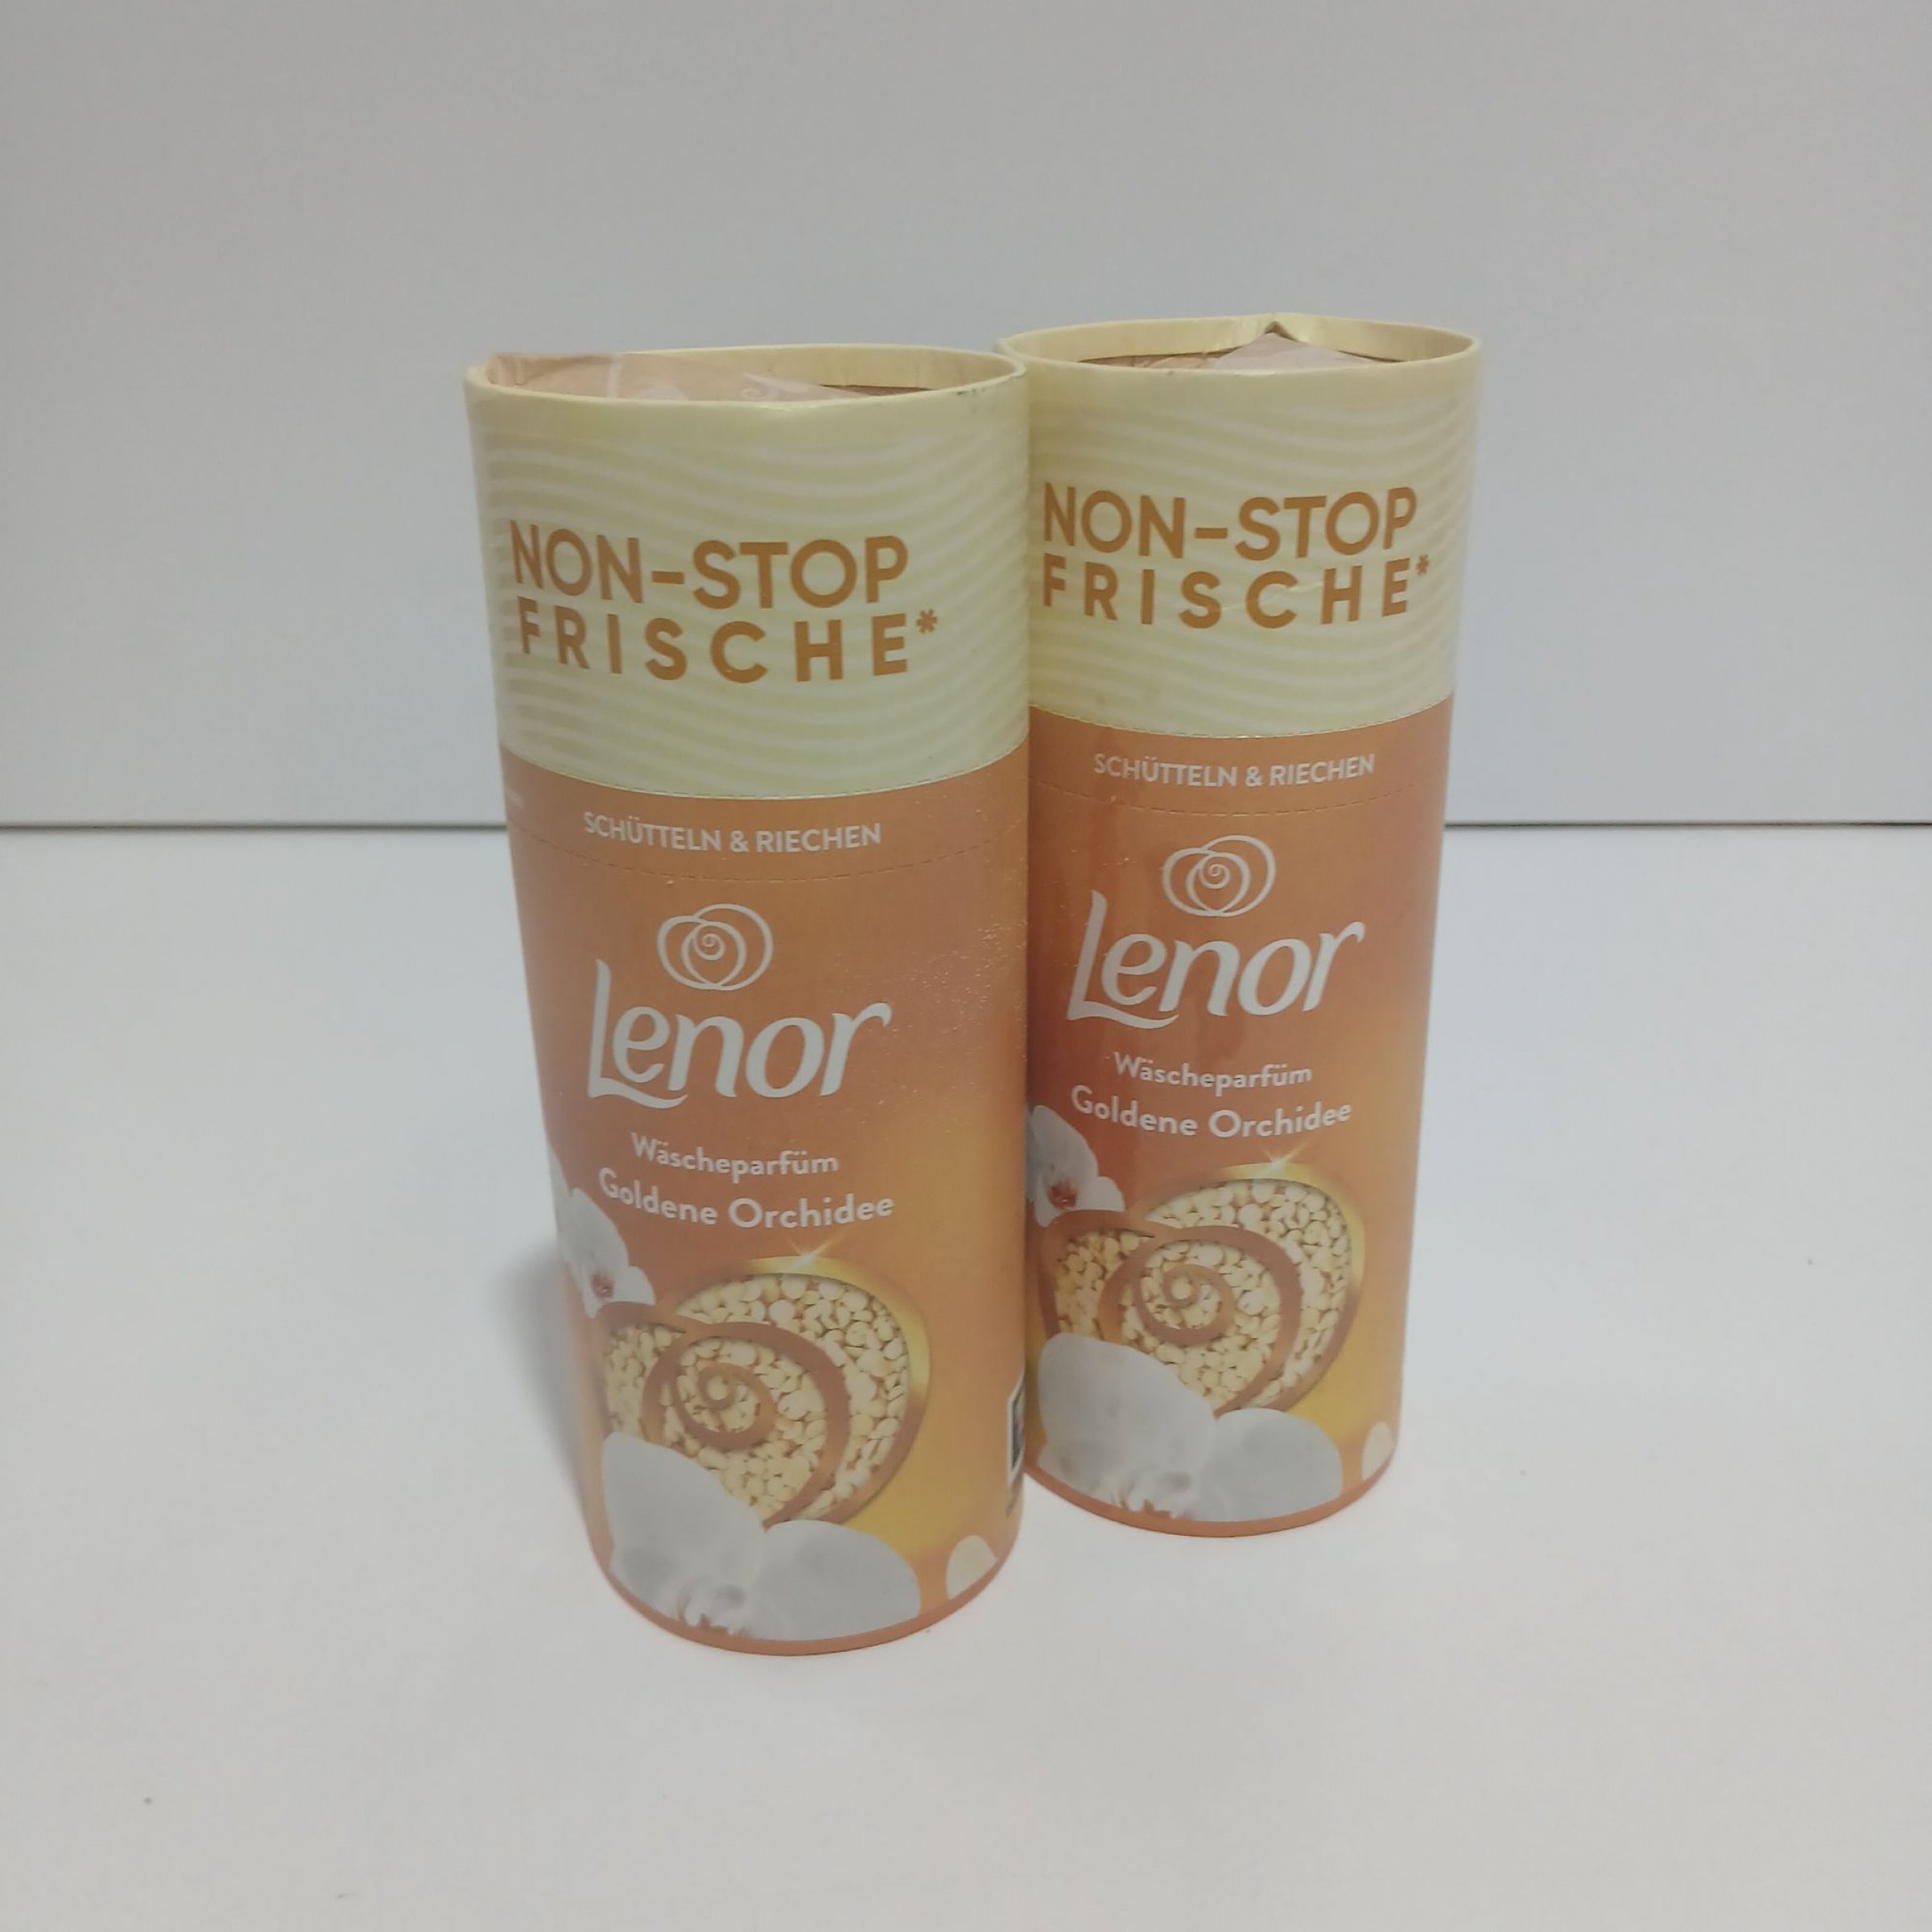 NON-STOP
FRISCHE*
SCHÜTTELN & RIECHEN
Lenor
Wäscheparfüm
Goldene Orchidee
NON-STOP
FRISCHE*
SCHÜTTELN & RIECHEN
Lenor
Wäscheparfüm
Goldene Orchidee